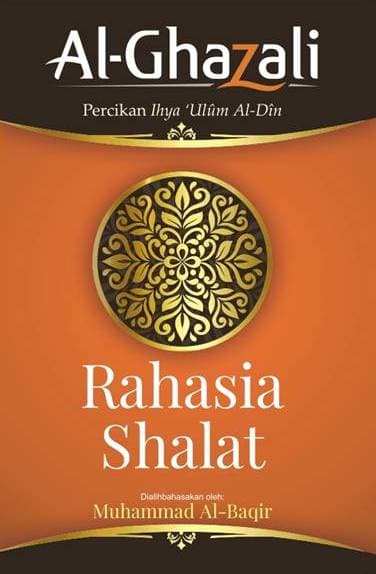 Al-Ghazali
Percikan Ihya ‘Ulûm Al-Dîn
Rahasia
Shalat
Dialihbahasakan oleh:
Muhammad Al-Baqir